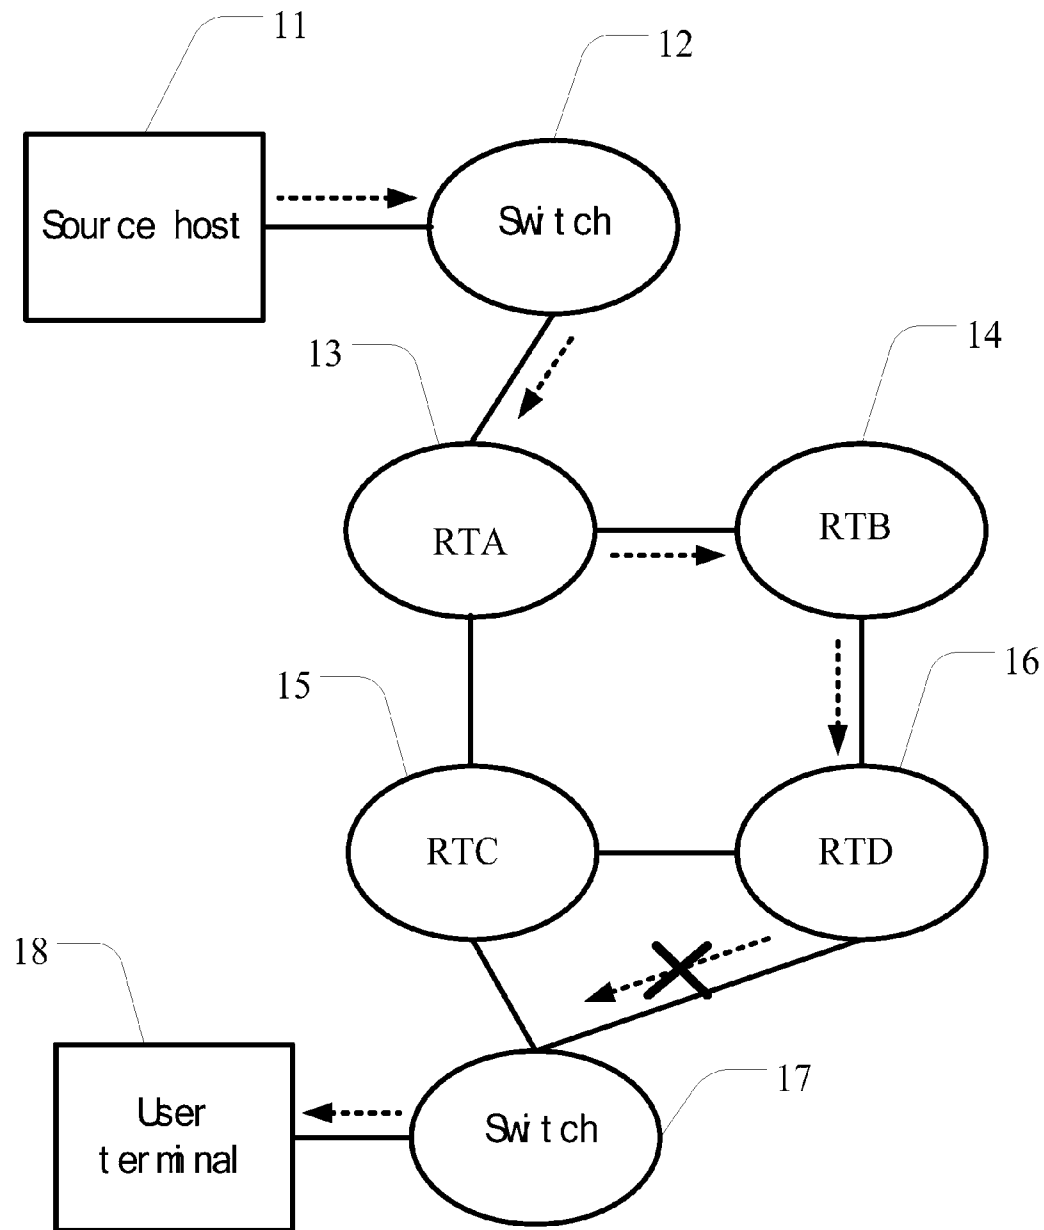 11
12
Source host
Switch
13
14
RTA
RTB
15
16
RTC
RTD
18
17
User
terminal
Switch